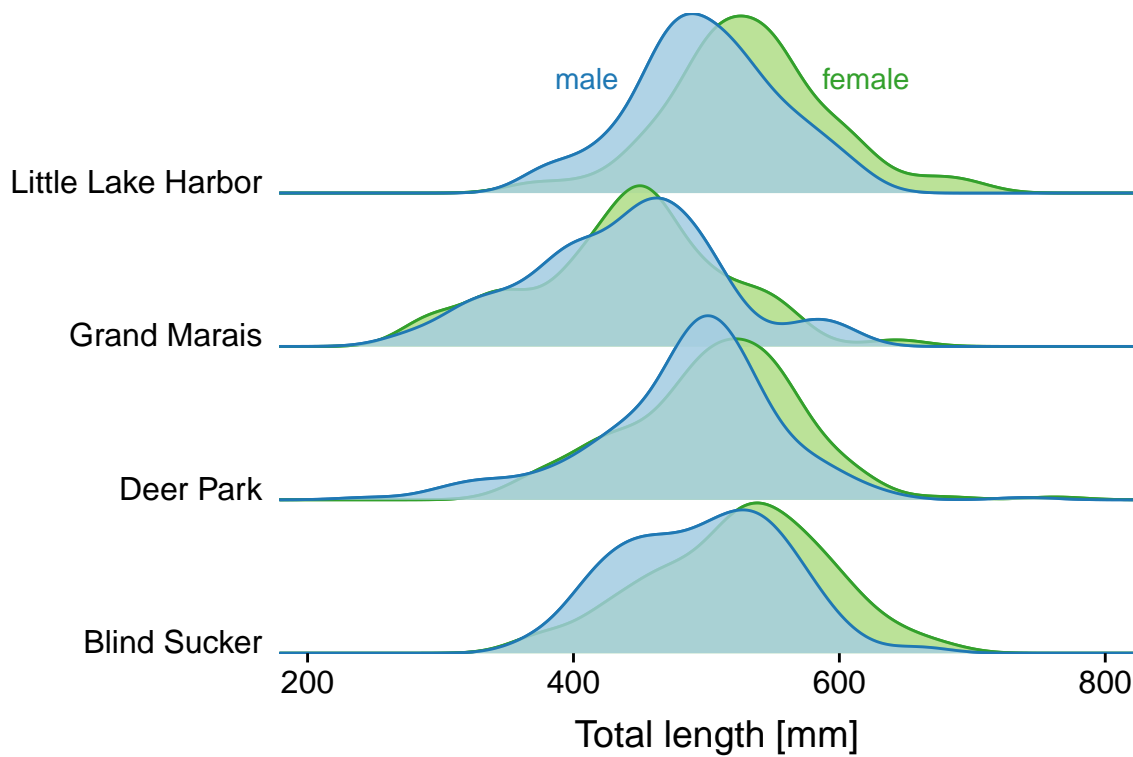 male
female
Little Lake Harbor
Grand Marais
Deer Park
Blind Sucker
200 400 600 800
Total length [mm]